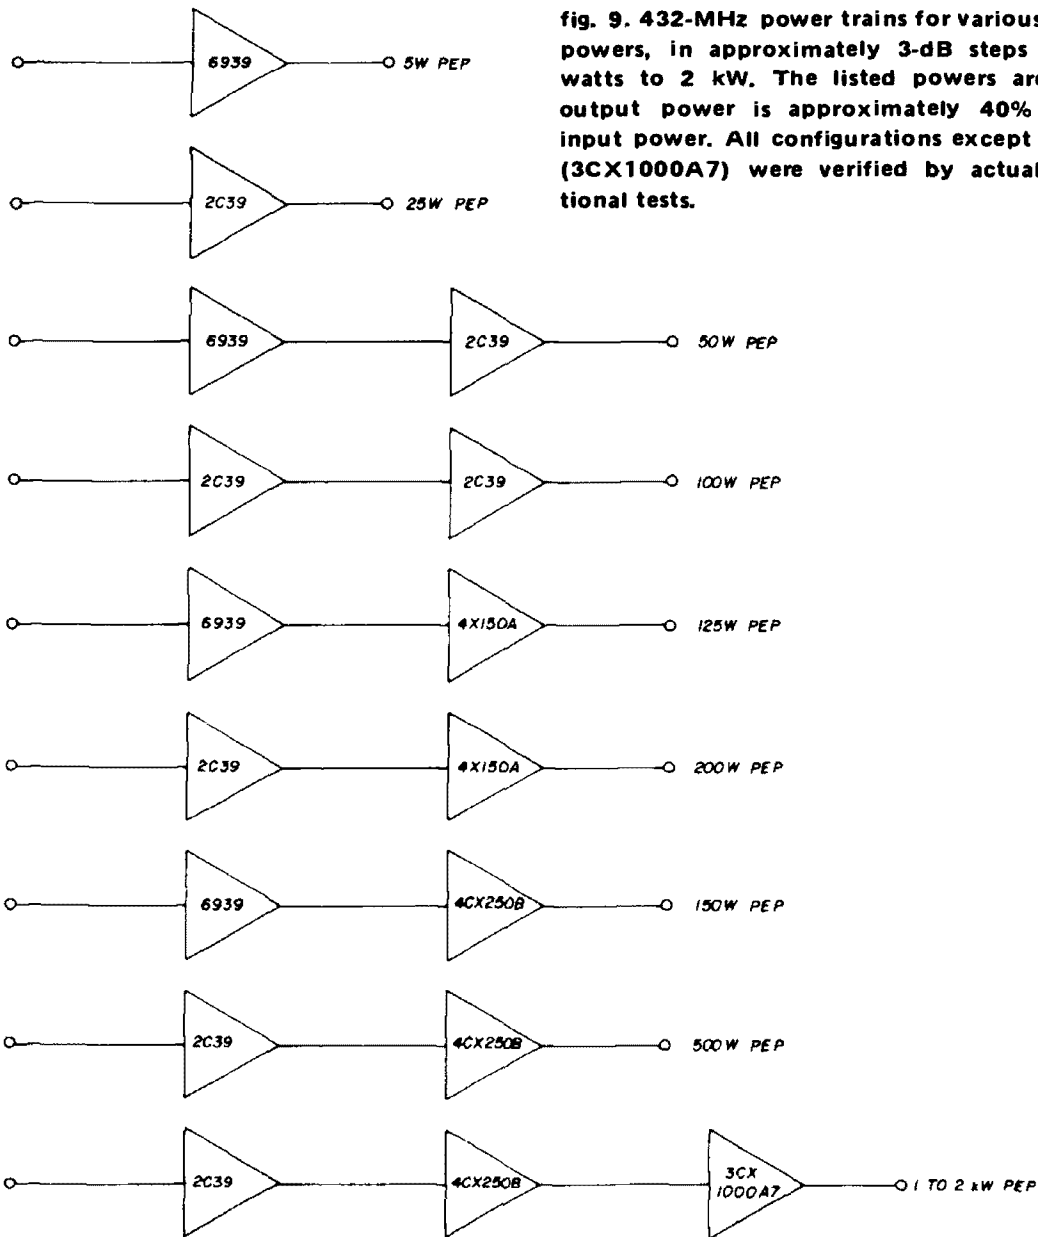 fig. 9. 432-MHz power trains for various
powers, in approximately 3-dB steps
watts to 2 kW. The listed powers are
output power is approximately 40%
input power. All configurations except
(3CX1000A7) were verified by actual
tional tests.
6939
5W PEP
2C39
25W PEP
6939
2C39
50W PEP
2C39
2C39
100W PEP
6939
4X150A
125W PEP
2C39
4X150A
200W PEP
6939
4CX250B
150W PEP
2C39
4CX250B
500W PEP
2C39
4CX250B
3CX
1000A7
1 TO 2 kW PEP